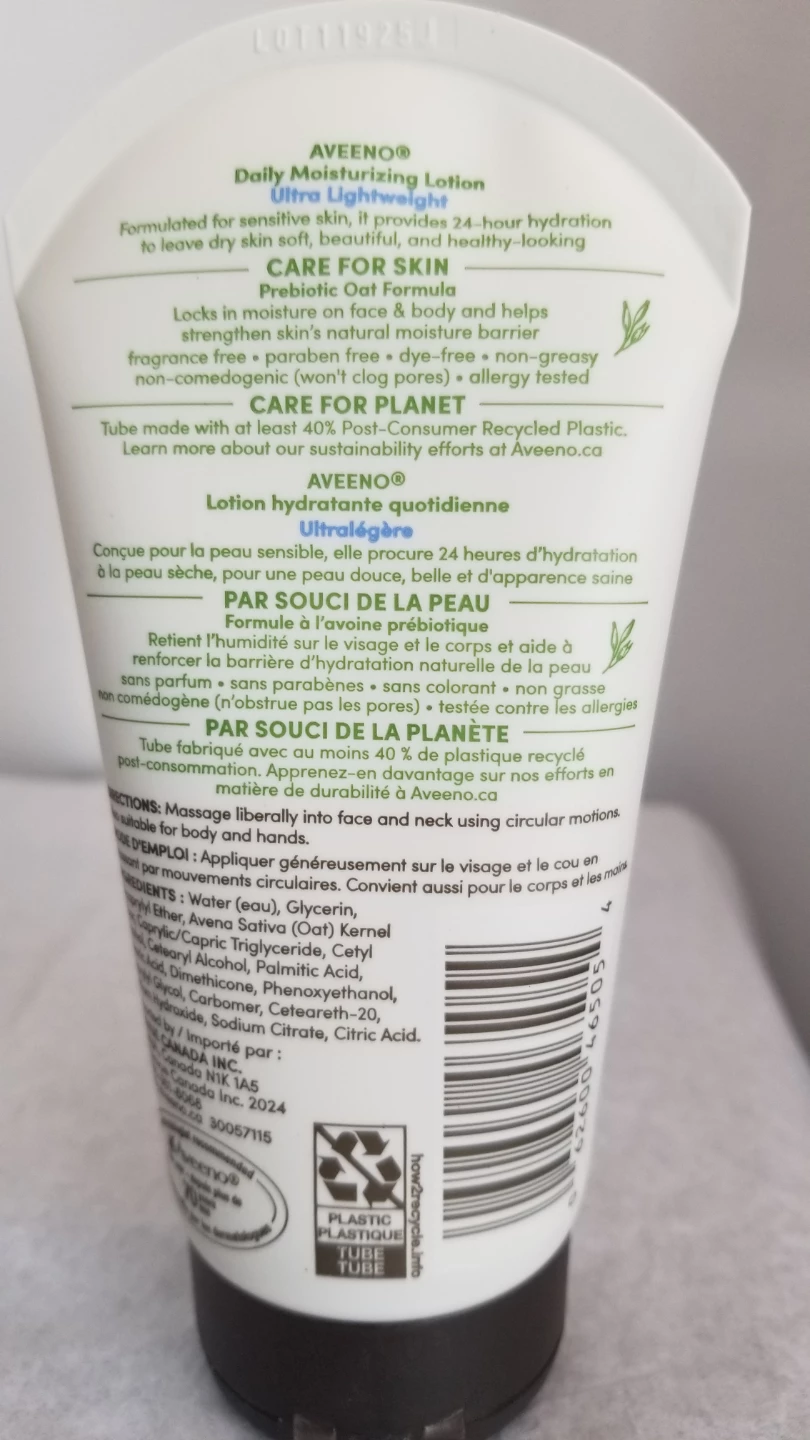 AVEENO®
Daily Moisturizing Lotion
Ultra Lightweight
Formulated for sensitive skin, it provides 24-hour hydration
to leave dry skin soft, beautiful, and healthy-looking
CARE FOR SKIN
Prebiotic Oat Formula
Locks in moisture on face & body and helps
strengthen skin's natural moisture barrier
fragrance free • paraben free • dye-free • non-greasy
non-comedogenic (won't clog pores) • allergy tested
CARE FOR PLANET
Tube made with at least 40% Post-Consumer Recycled Plastic.
Learn more about our sustainability efforts at Aveeno.ca
AVEENO®
Lotion hydratante quotidienne
Ultralégère
Conçue pour la peau sensible, elle procure 24 heures d'hydratation
à la peau sèche, pour une peau douce, belle et d'apparence saine
PAR SOUCI DE LA PEAU
Formule à l'avoine prébiotique
Retient l'humidité sur le visage et le corps et aide à
renforcer la barrière d'hydratation naturelle de la peau
sans parfum • sans parabènes • sans colorant • non grasse
non comédogène (n'obstrue pas les pores) • testée contre les allergies
PAR SOUCI DE LA PLANÈTE
Tube fabriqué avec au moins 40 % de plastique recyclé
post-consommation. Apprenez-en davantage sur nos efforts en
matière de durabilité à Aveeno.ca
Massage liberally into face and neck using circular motions.
suitable for body and hands.
D'EMPLOI : Appliquer généreusement sur le visage et le cou en
par mouvements circulaires. Convient aussi pour le corps et les mains
: Water (eau), Glycerin,
Ether, Avena Sativa (Oat) Kernel
Caprylic/Capric Triglyceride, Cetyl
Cetearyl Alcohol, Palmitic Acid,
Acid, Dimethicone, Phenoxyethanol,
Glycol, Carbomer, Ceteareth-20,
Hydroxide, Sodium Citrate, Citric Acid.
by / Importé par :
CANADA INC.
Canada N1K 1A5
Canada Inc. 2024
30057115
recommended
Aveeno®
0 62600 46505 4
PLASTIC
PLASTIQUE
TUBE
TUBE
how2recycle.info